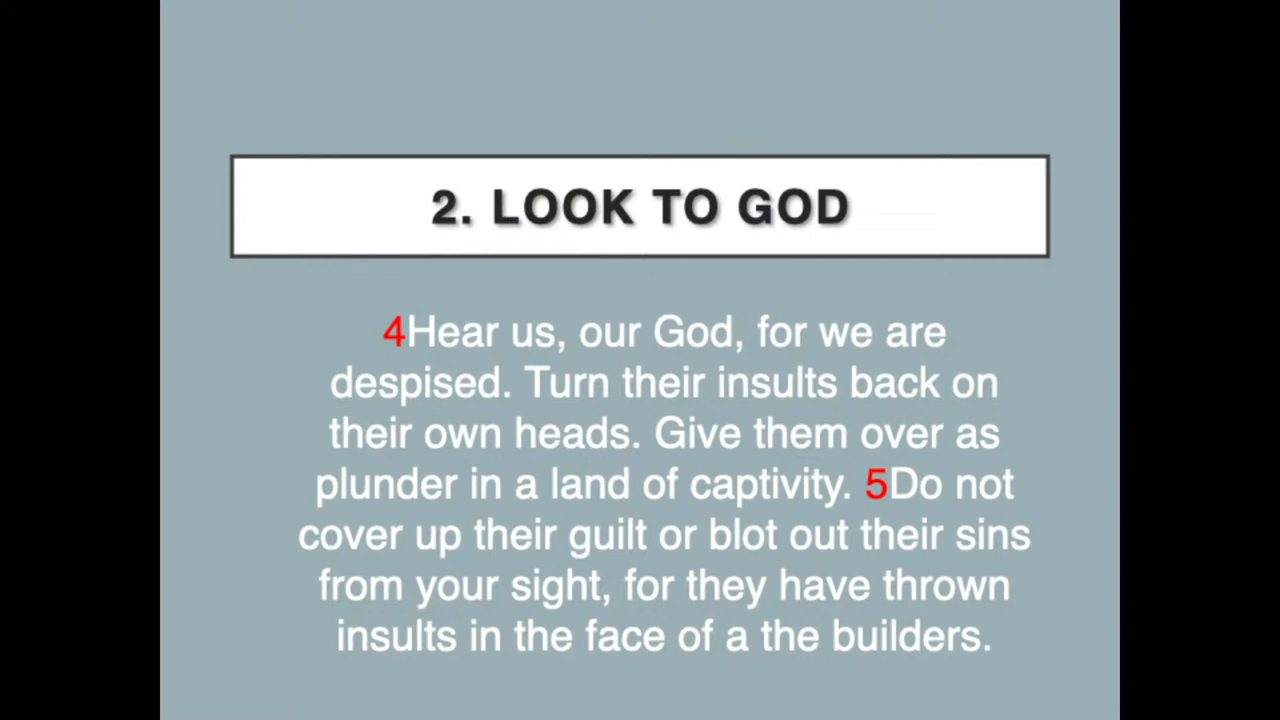 2. LOOK TO GOD
4Hear us, our God, for we are
despised. Turn their insults back on
their own heads. Give them over as
plunder in a land of captivity. 5Do not
cover up their guilt or blot out their sins
from your sight, for they have thrown
insults in the face of a the builders.